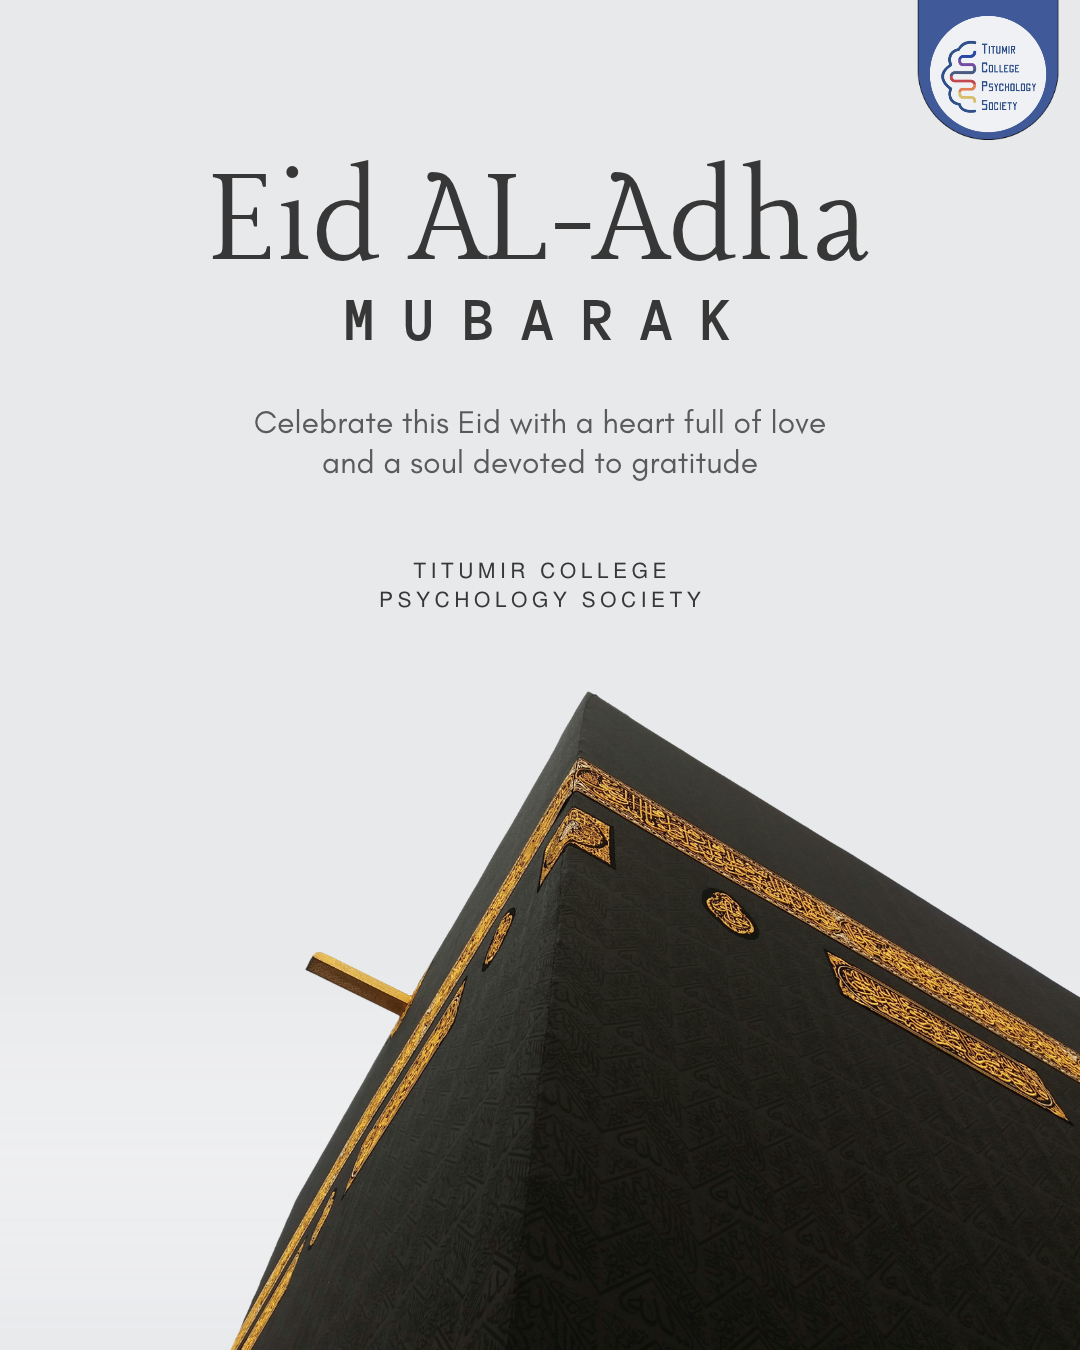 Titumir
College
Psychology
Society
Eid AL-Adha
MUBARAK
Celebrate this Eid with a heart full of love
and a soul devoted to gratitude
TITUMIR COLLEGE
PSYCHOLOGY SOCIETY